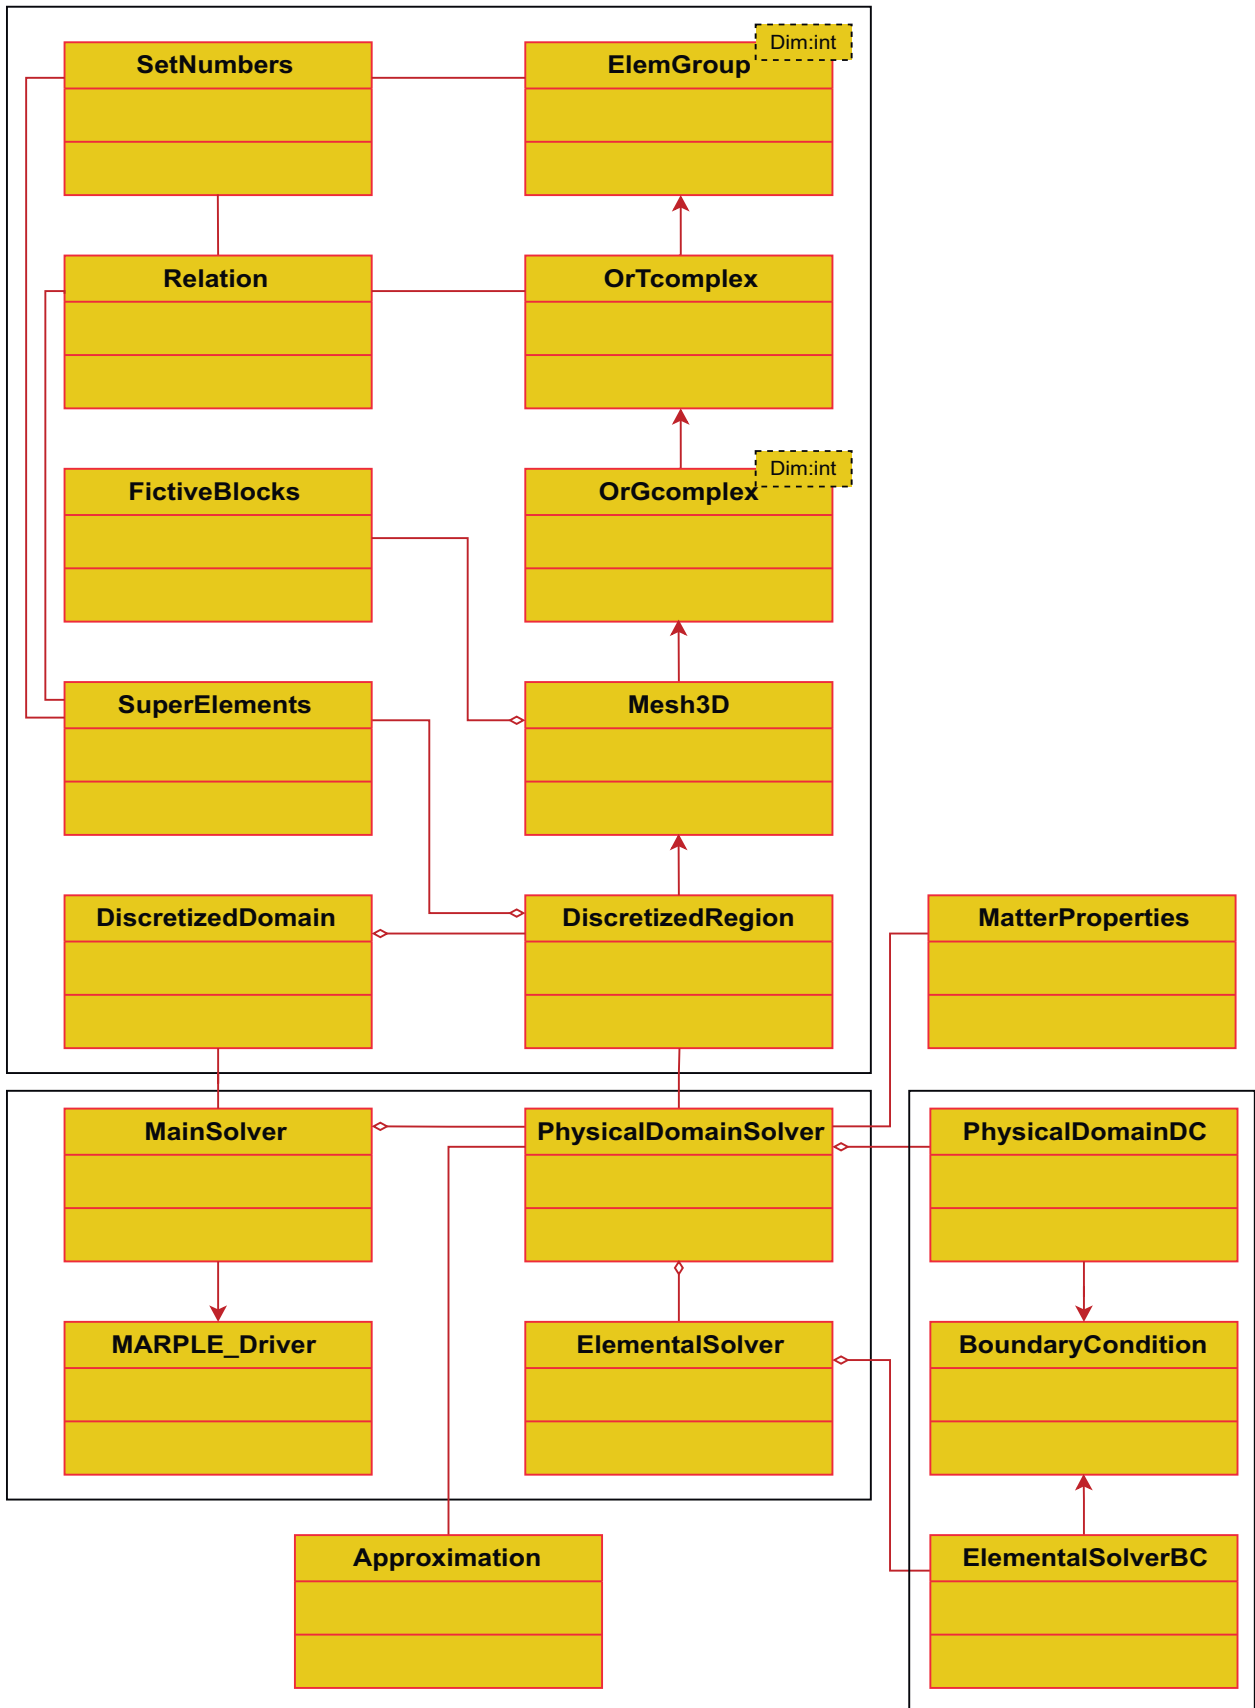 Dim:int
SetNumbers
ElemGroup
Relation
OrTcomplex
Dim:int
FictiveBlocks
OrGcomplex
SuperElements
Mesh3D
DiscretizedDomain
DiscretizedRegion
MatterProperties
MainSolver
PhysicalDomainSolver
PhysicalDomainDC
MARPLE_Driver
ElementalSolver
BoundaryCondition
Approximation
ElementalSolverBC